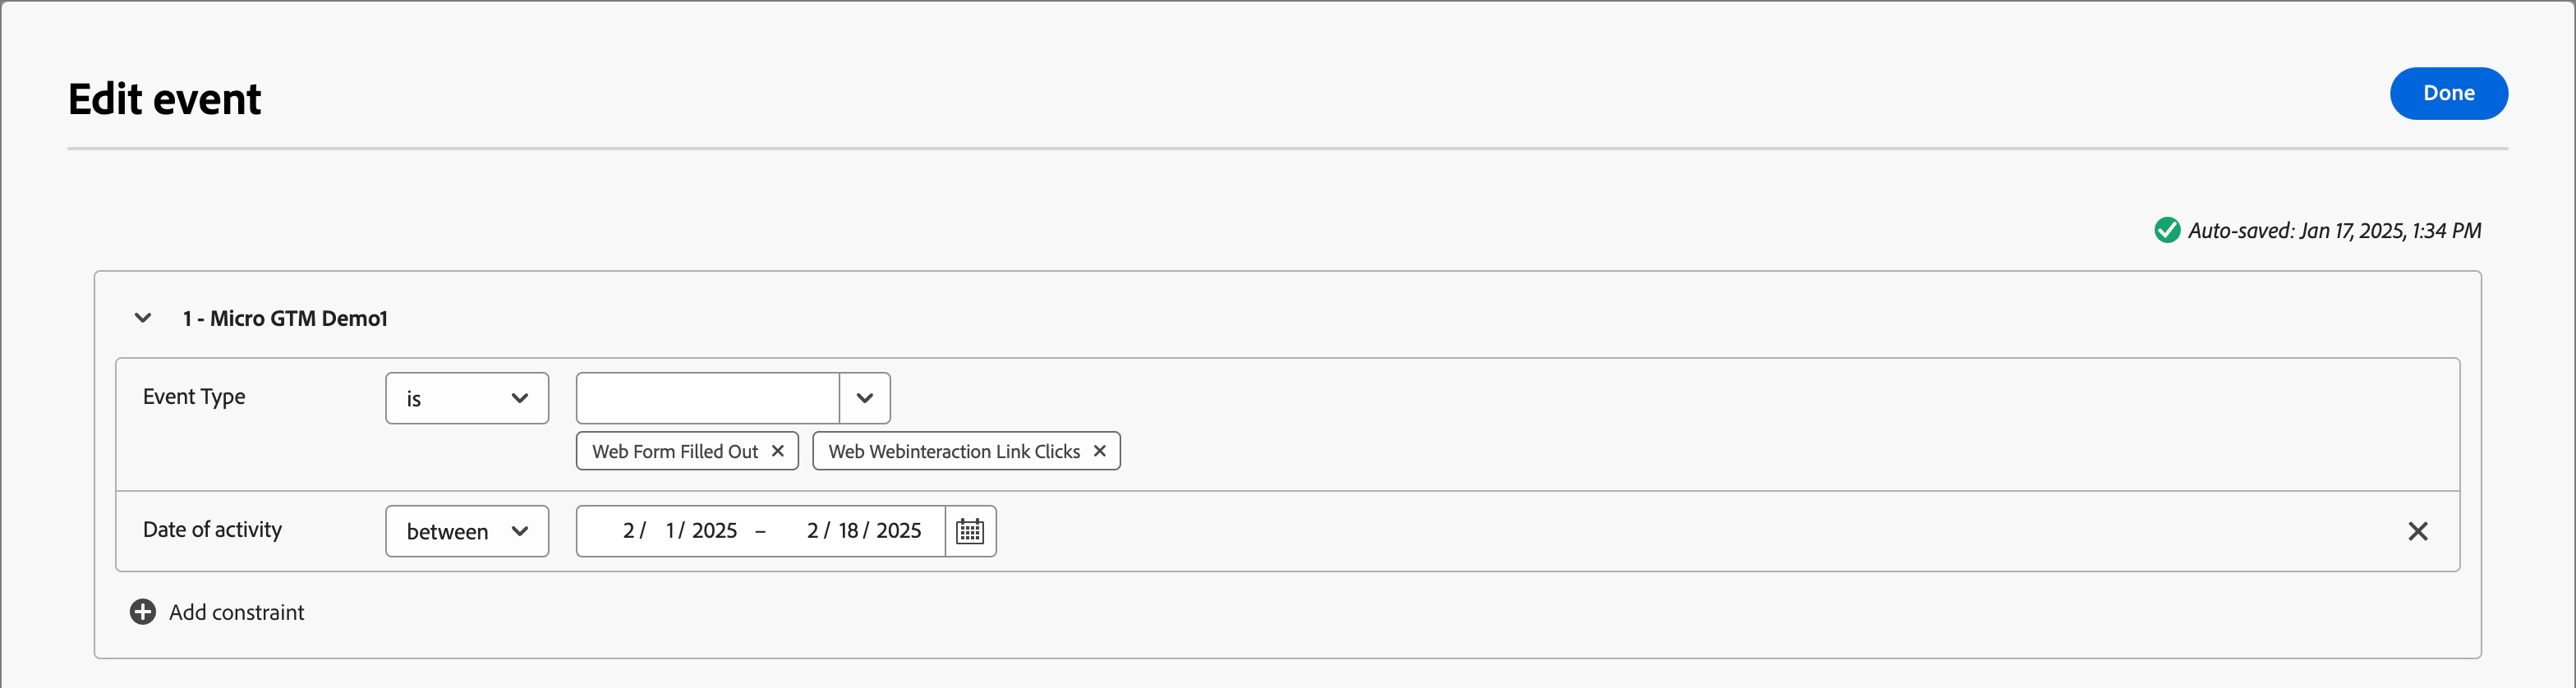 Edit event
Done
Auto-saved: Jan 17, 2025, 1:34 PM
1 - Micro GTM Demo1
Event Type
is
Web Form Filled Out
Web Webinteraction Link Clicks
Date of activity
between
2/ 1/ 2025 – 2/ 18/ 2025
Add constraint